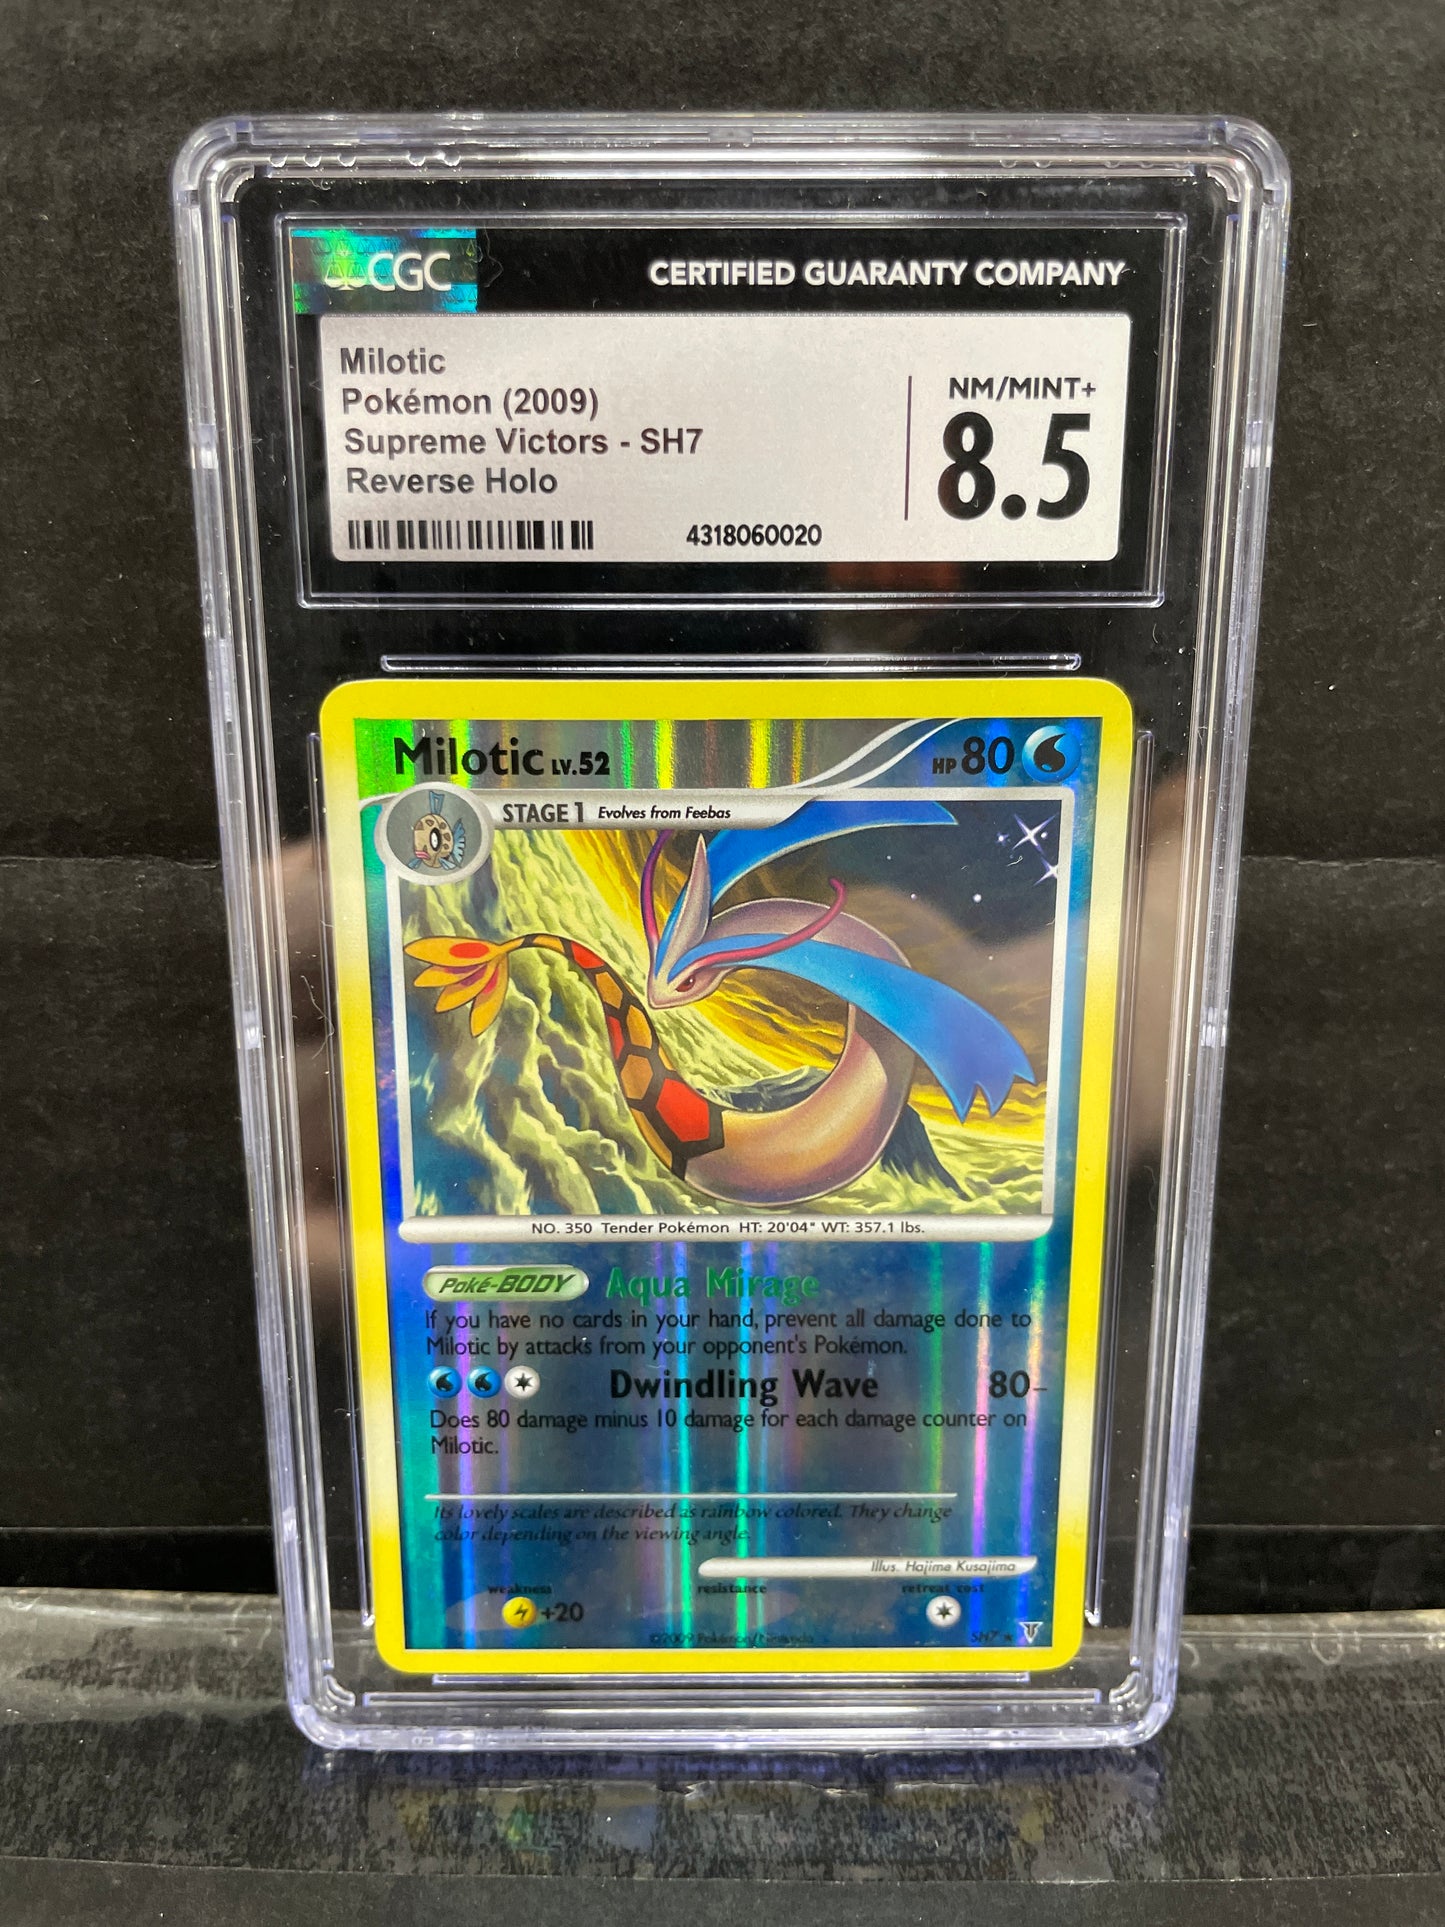 CGC
CERTIFIED GUARANTY COMPANY
Milotic
Pokémon (2009)
Supreme Victors - SH7
Reverse Holo
4318060020
NM/MINT+
8.5
Milotic LV.52
HP 80
STAGE 1 Evolves from Feebas
NO. 350 Tender Pokémon HT: 20'04" WT: 357.1 lbs.
Poké-BODY Aqua Mirage
If you have no cards in your hand, prevent all damage done to
Milotic by attacks from your opponent's Pokémon.
Dwindling Wave 80–
Does 80 damage minus 10 damage for each damage counter on
Milotic.
Its lovely scales are described as rainbow colored. They change
color depending on the viewing angle.
Illus. Hajime Kusajima
weakness resistance retreat cost
+20
©2009 Pokémon/Nintendo SH7 ★